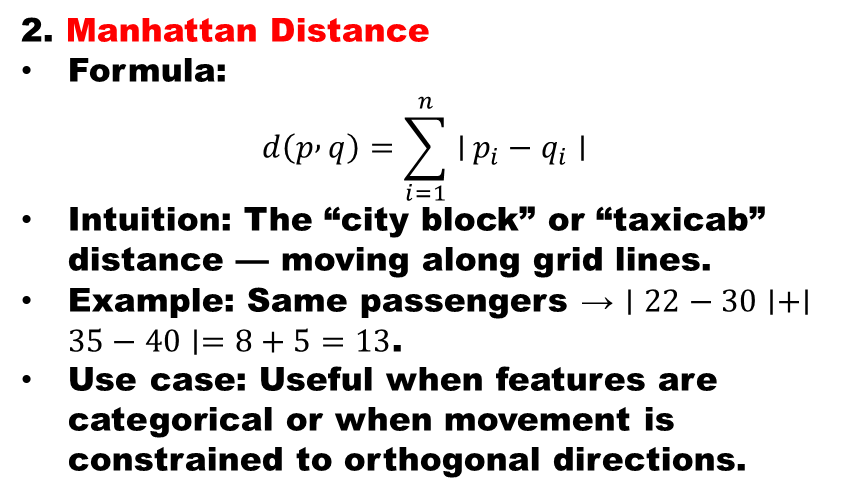 2. Manhattan Distance
• Formula:
d(p, q) = ∑_{i=1}^{n} | p_i − q_i |
• Intuition: The “city block” or “taxicab”
distance — moving along grid lines.
• Example: Same passengers → | 22 − 30 |+|
35 − 40 |= 8 + 5 = 13.
• Use case: Useful when features are
categorical or when movement is
constrained to orthogonal directions.